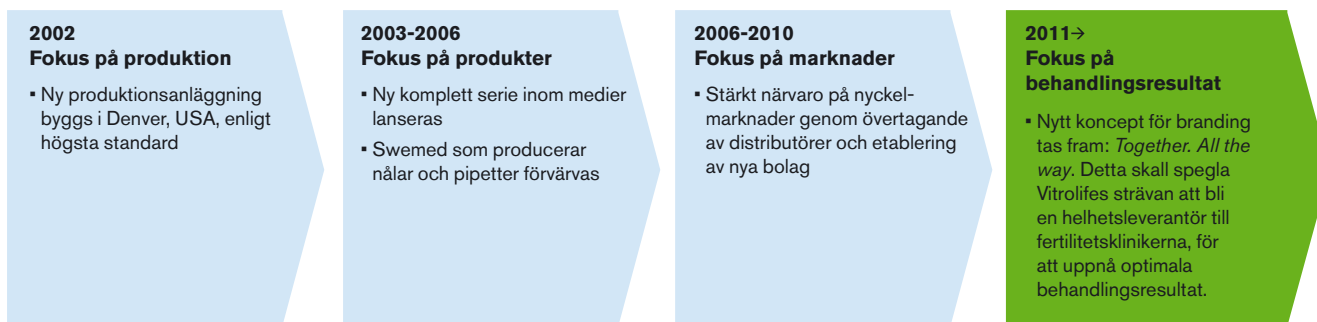 2002
Fokus på produktion
▪ Ny produktionsanläggning
byggs i Denver, USA, enligt
högsta standard
2003-2006
Fokus på produkter
▪ Ny komplett serie inom medier
lanseras
▪ Swemed som producerar
nålar och pipetter förvärvas
2006-2010
Fokus på marknader
▪ Stärkt närvaro på nyckel-
marknader genom övertagande
av distributörer och etablering
av nya bolag
2011→
Fokus på
behandlingsresultat
▪ Nytt koncept för branding
tas fram: Together. All the
way. Detta skall spegla
Vitrolifes strävan att bli
en helhetsleverantör till
fertilitetsklinikerna, för
att uppnå optimala
behandlingsresultat.